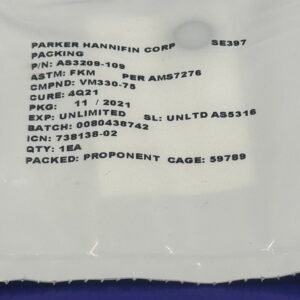 PARKER HANNIFIN CORP SE397
PACKING
P/N: AS3209-109
ASTM: FKM PER AMS7276
CMPND: VM330-75
CURE: 4Q21
PKG: 11 / 2021
EXP: UNLIMITED SL: UNLTD AS5316
BATCH: 0080438742
ICN: 738138-02
QTY: 1EA
PACKED: PROPONENT CAGE: 59789